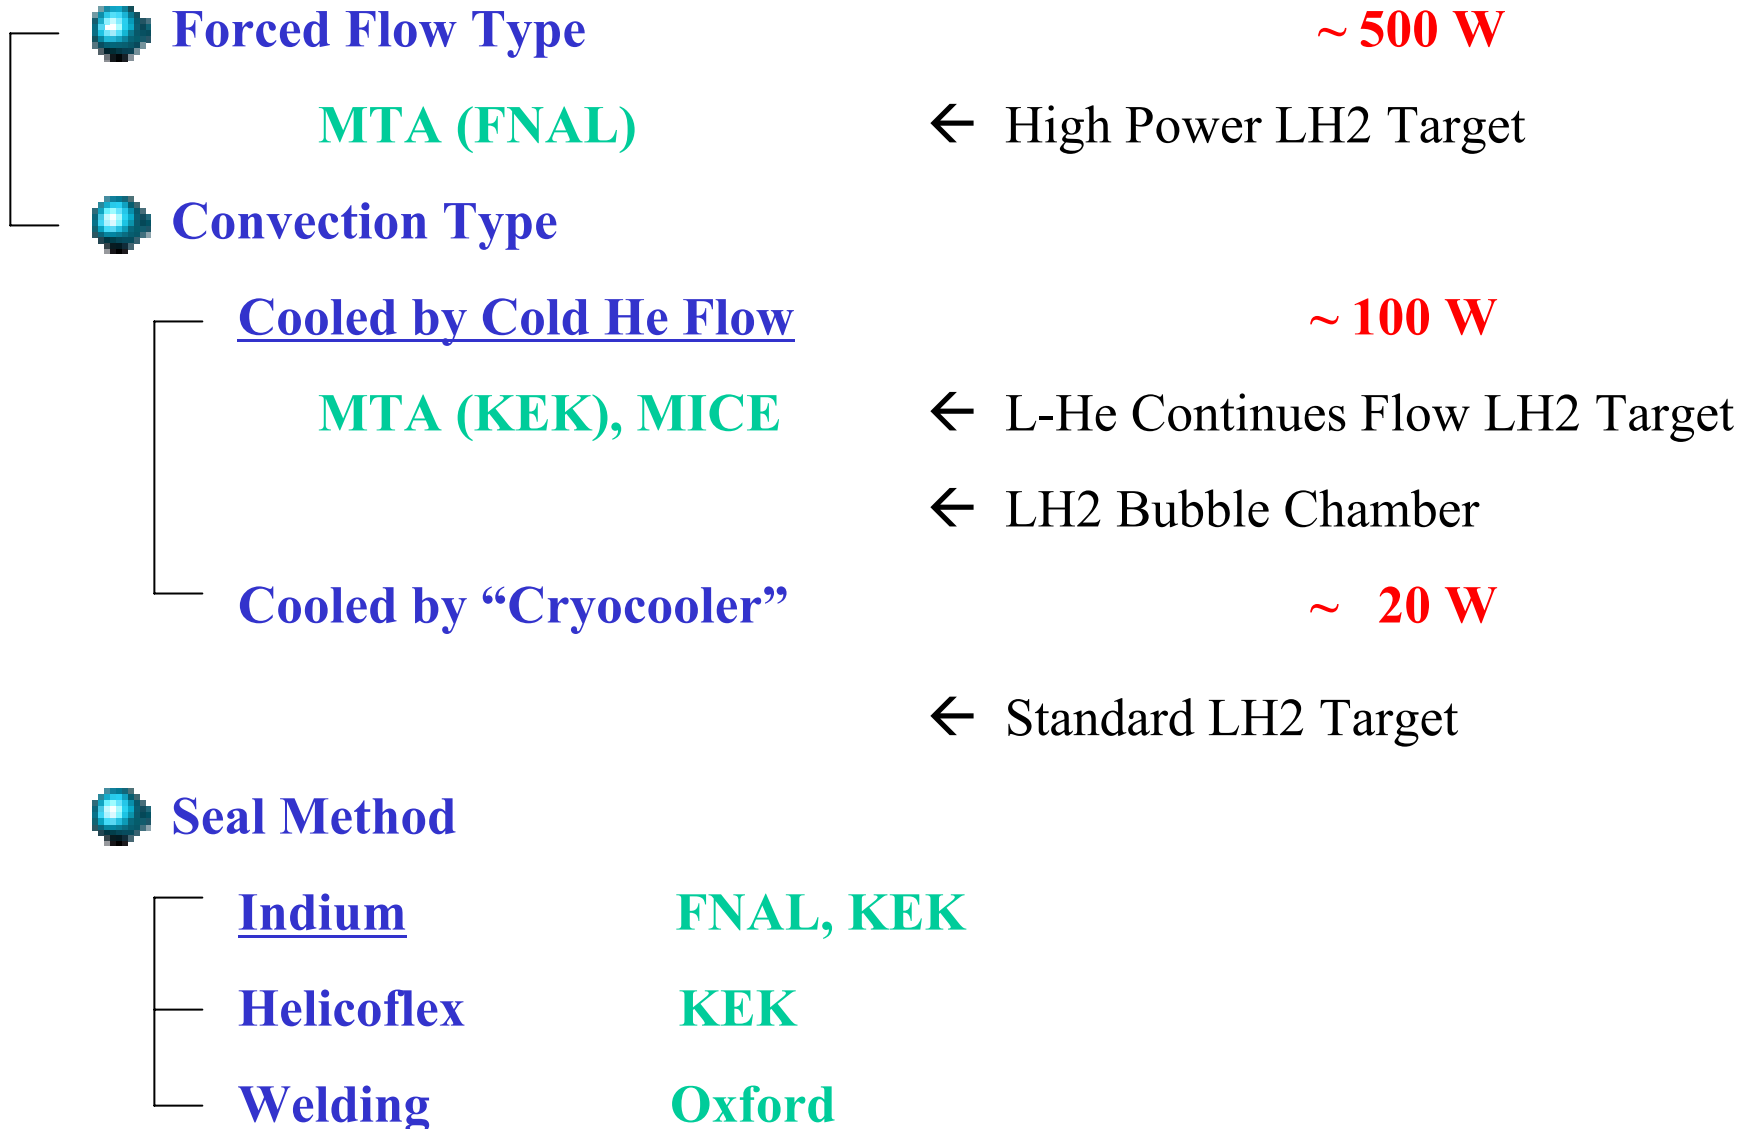 Forced Flow Type ~ 500 W
MTA (FNAL) ← High Power LH2 Target
Convection Type
Cooled by Cold He Flow ~ 100 W
MTA (KEK), MICE ← L-He Continues Flow LH2 Target
← LH2 Bubble Chamber
Cooled by “Cryocooler” ~ 20 W
← Standard LH2 Target
Seal Method
Indium FNAL, KEK
Helicoflex KEK
Welding Oxford